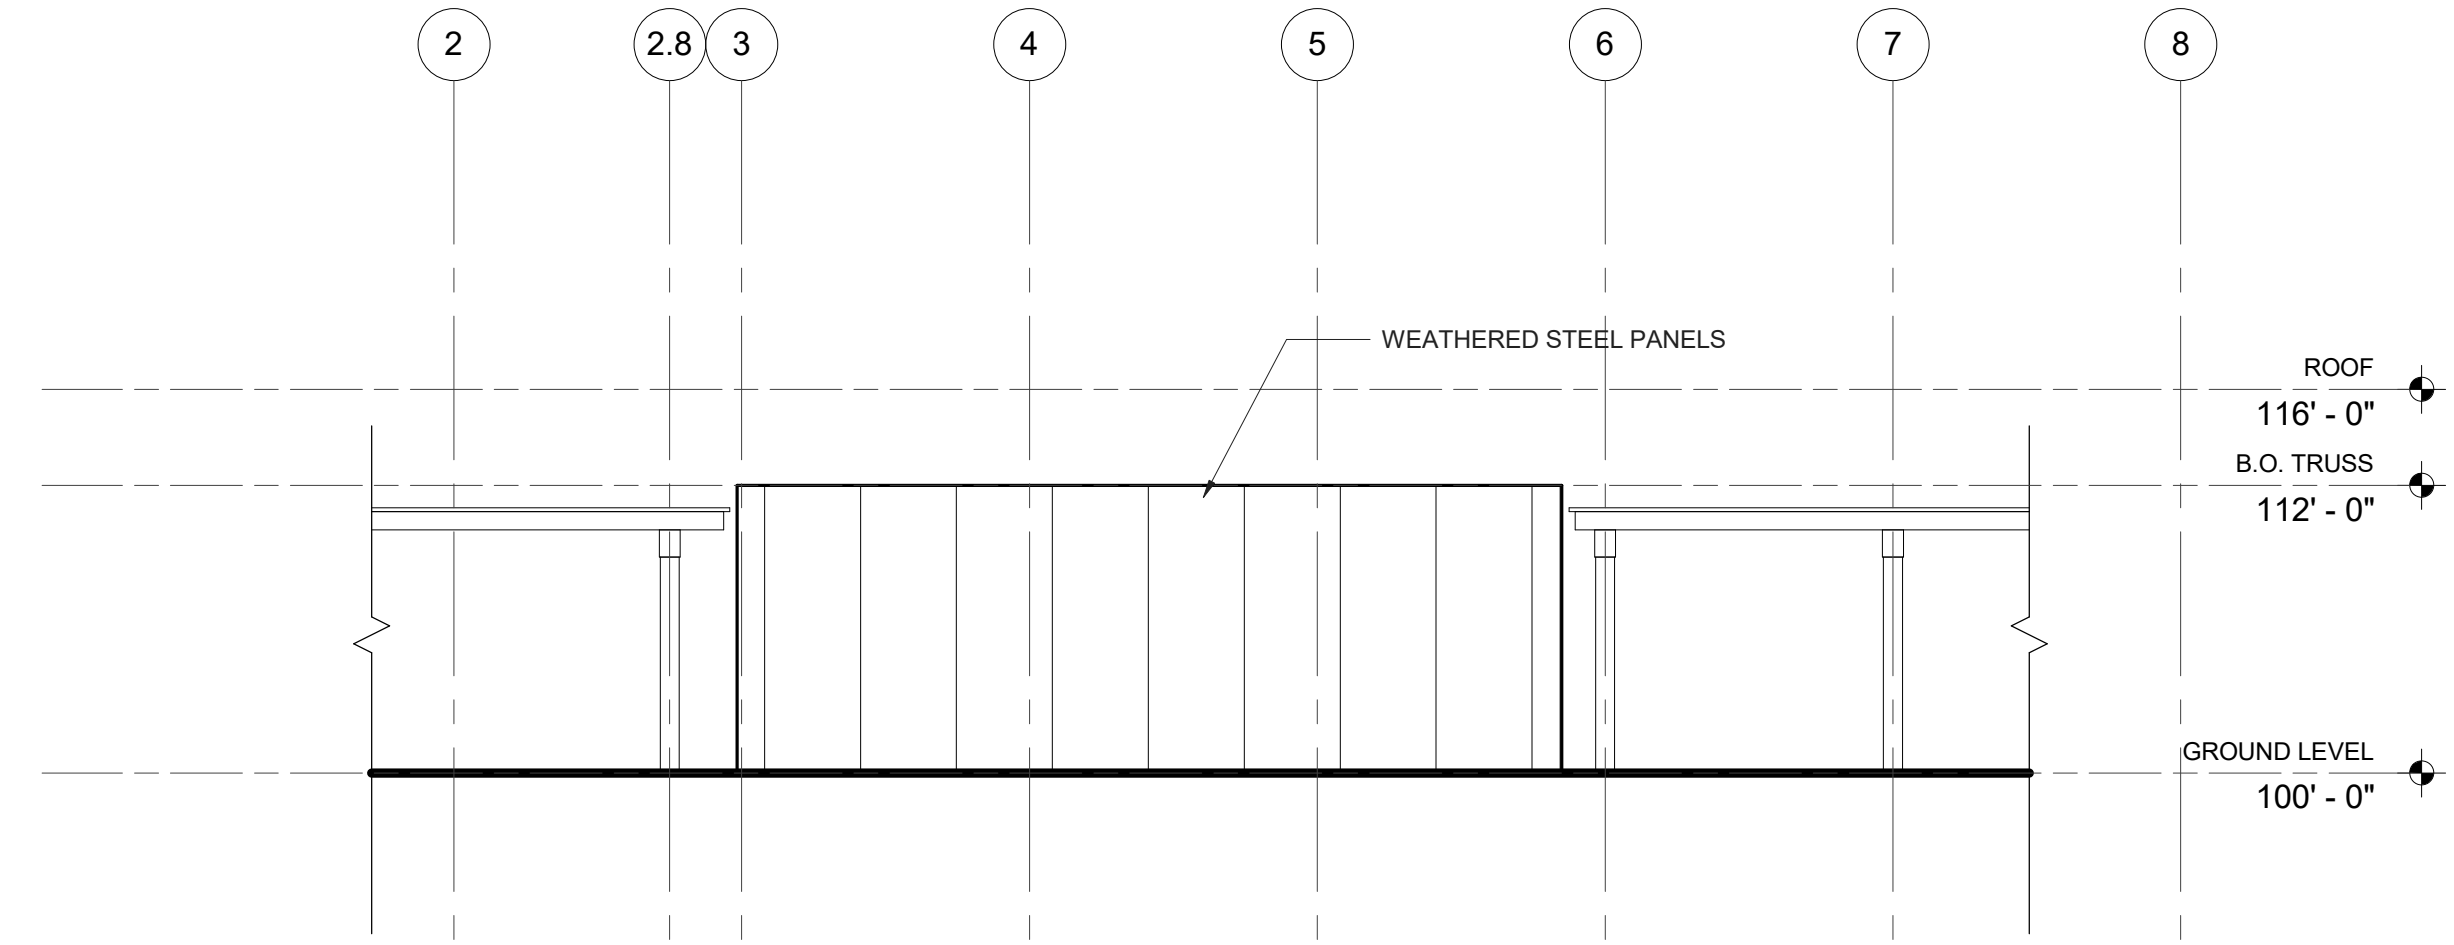 2
2.8
3
4
5
6
7
8
WEATHERED STEEL PANELS
ROOF
116' - 0"
B.O. TRUSS
112' - 0"
GROUND LEVEL
100' - 0"